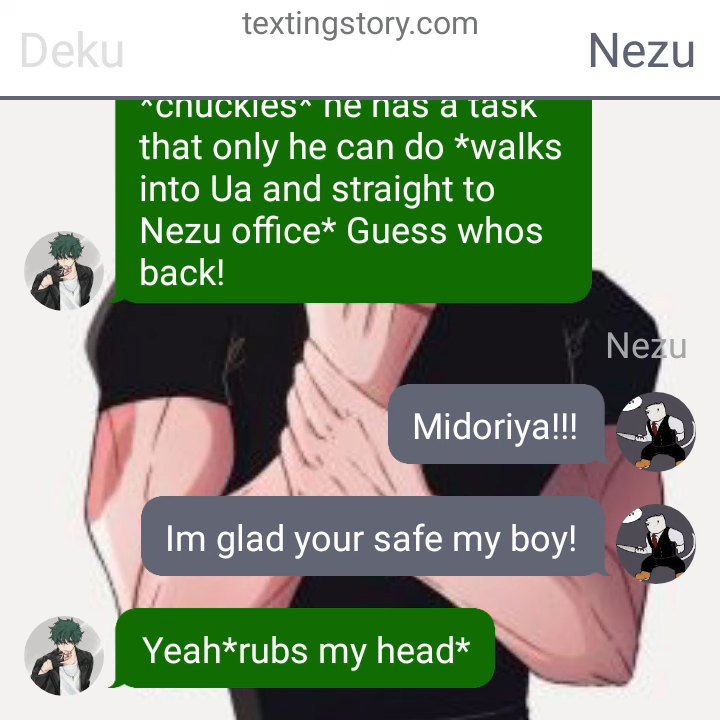 textingstory.com
Deku
Nezu
*chuckles* he has a task
that only he can do *walks
into Ua and straight to
Nezu office* Guess whos
back!
Nezu
Midoriya!!!
Im glad your safe my boy!
Yeah*rubs my head*